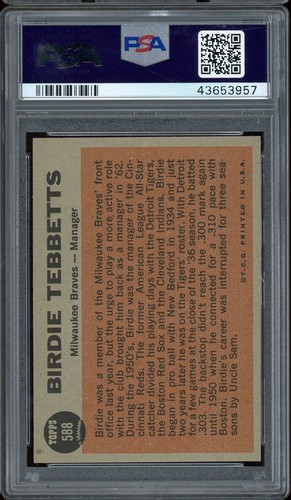 PSA
PSA
43653957
TOPPS
588
BIRDIE TEBBETTS
Milwaukee Braves — Manager
Birdie was a member of the Milwaukee Braves' front
office last year, but the urge to play a more active role
with the club brought him back as a manager in '62.
During the 1950's, Birdie was the manager of the Cin-
cinnati Reds. The former American League All-Star
catcher divided his playing days with the Detroit Tigers,
the Boston Red Sox and the Cleveland Indians. Birdie
began in pro ball with New Bedford in 1934 and just
two years later he was on the Tigers' roster. With Detroit
for a few games at the close of the '36 season, he batted
.303. The backstop didn't reach the .300 mark again
until 1950 when he connected for a .310 pace with
Boston. Birdie's career was interrupted for three sea-
sons by Uncle Sam.
©T.C.G. PRINTED IN U.S.A.